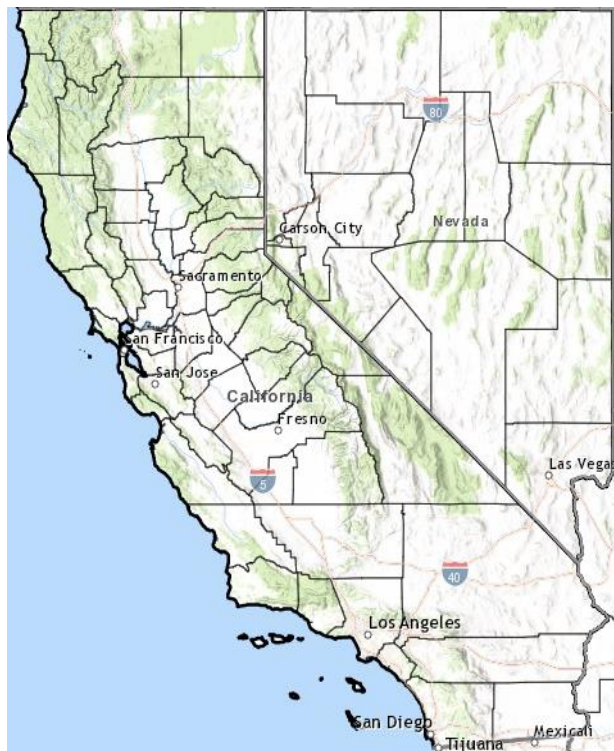 80
Nevada
Carson City
Sacramento
San Francisco
San Jose
California
Fresno
Las Vegas
5
40
Los Angeles
San Diego
Tijuana
Mexicali